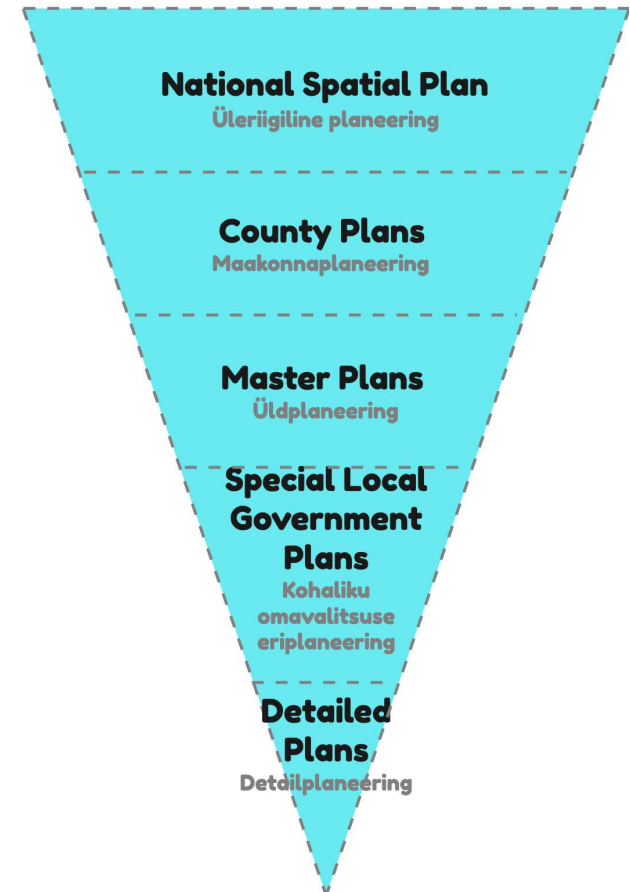 National Spatial Plan
Üleriigiline planeering
County Plans
Maakonnaplaneering
Master Plans
Üldplaneering
Special Local
Government
Plans
Kohaliku
omavalitsuse
eriplaneering
Detailed
Plans
Detailplaneering